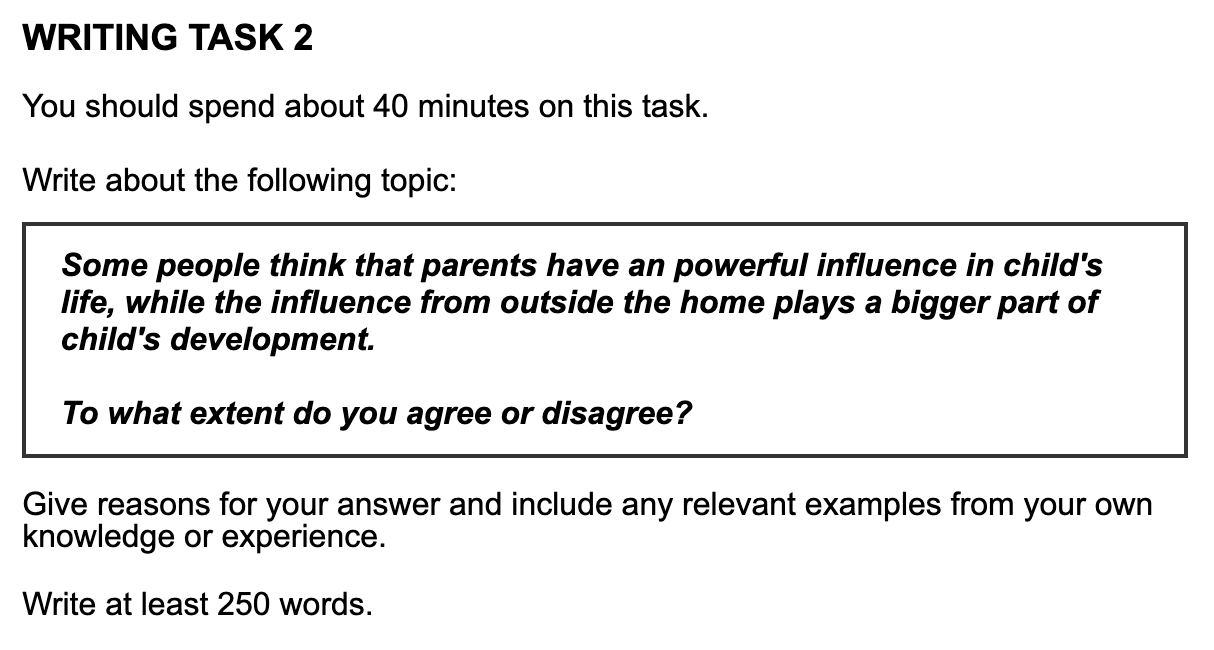 WRITING TASK 2
You should spend about 40 minutes on this task.
Write about the following topic:
Some people think that parents have an powerful influence in child's
life, while the influence from outside the home plays a bigger part of
child's development.
To what extent do you agree or disagree?
Give reasons for your answer and include any relevant examples from your own
knowledge or experience.
Write at least 250 words.